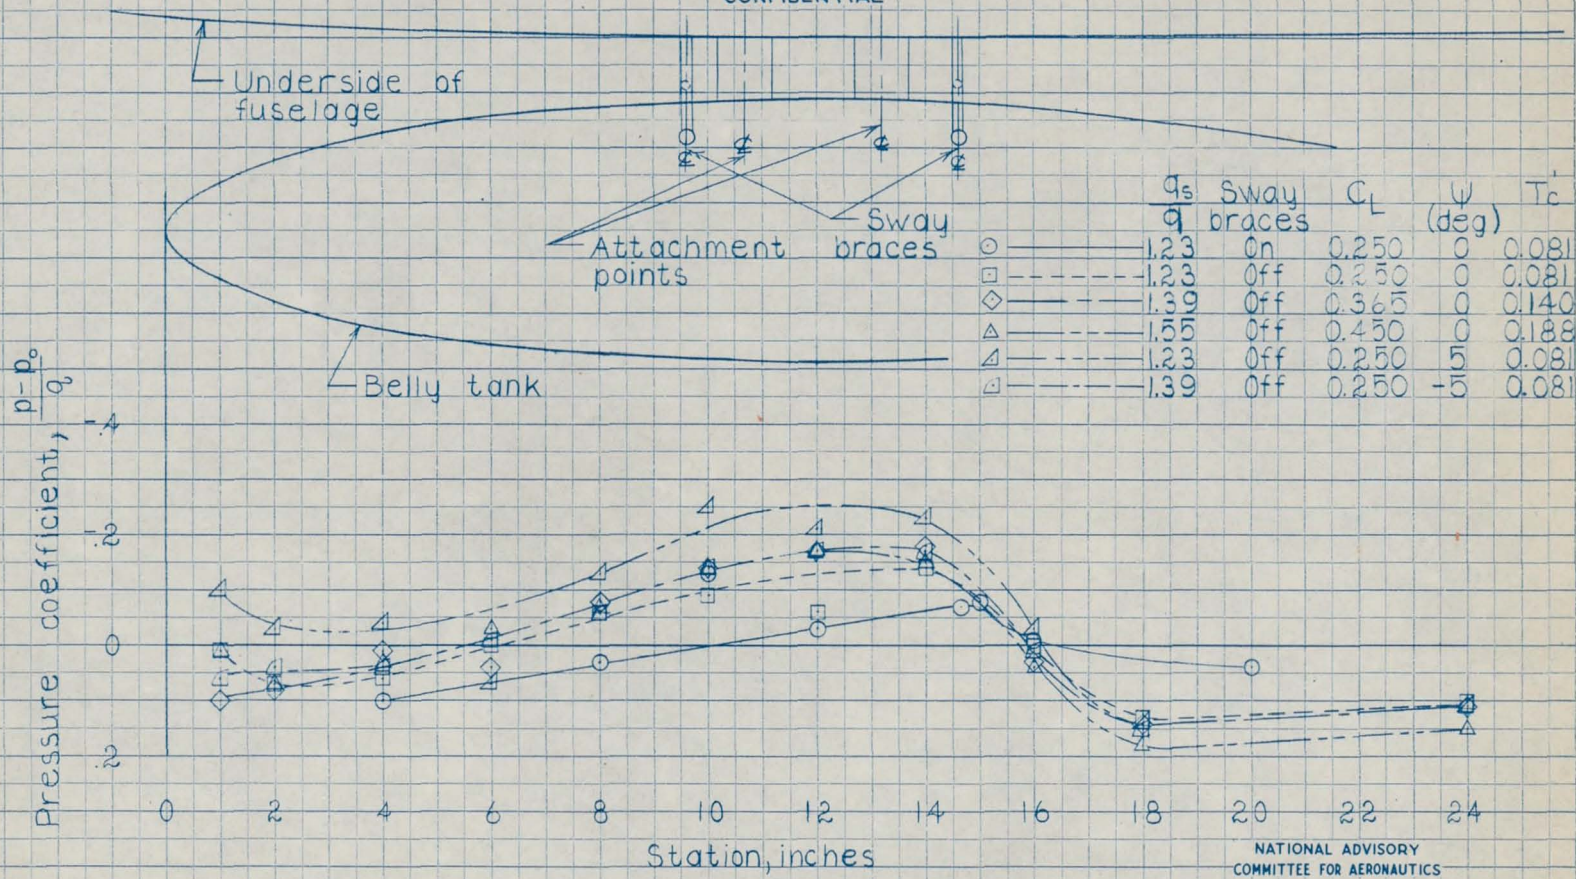 Underside of
fuselage
Attachment
points
Sway
braces
Belly tank
qs/q Sway braces CL ψ (deg) Tc'
1.23 On 0.250 0 0.081
1.23 Off 0.250 0 0.081
1.39 Off 0.365 0 0.140
1.55 Off 0.450 0 0.188
1.23 Off 0.250 5 0.081
1.39 Off 0.250 -5 0.081
Pressure coefficient, p-po/q
-.4
-.2
0
.2
0 2 4 6 8 10 12 14 16 18 20 22 24
Station, inches
NATIONAL ADVISORY
COMMITTEE FOR AERONAUTICS